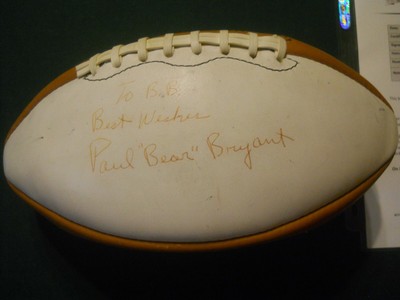 To B.B.
Best Wishes
Paul "Bear" Bryant